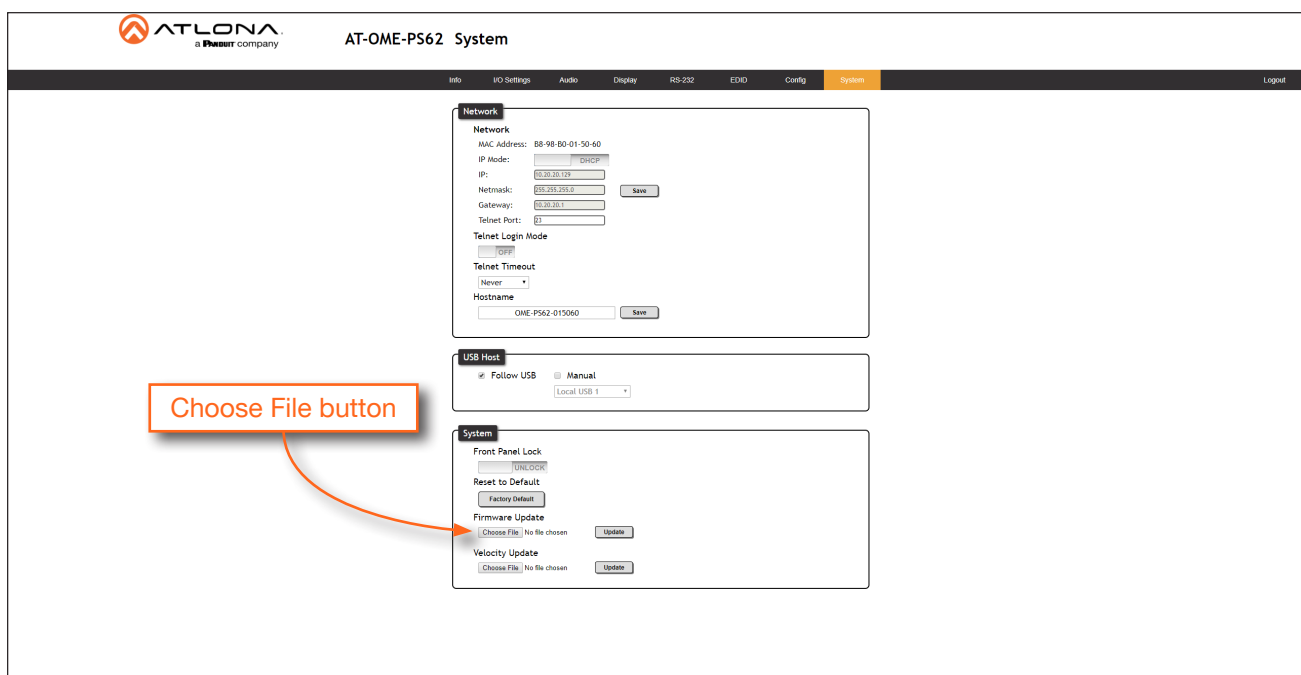 ATLONA.
a PANDUIT company
AT-OME-PS62 System
Info I/O Settings Audio Display RS-232 EDID Config System Logout
Network
Network
MAC Address: B8-98-B0-01-50-60
IP Mode: DHCP
IP: 10.20.20.129
Netmask: 255.255.255.0 Save
Gateway: 10.20.20.1
Telnet Port: 23
Telnet Login Mode
OFF
Telnet Timeout
Never
Hostname
OME-PS62-015060 Save
USB Host
Follow USB Manual
Local USB 1
Choose File button
System
Front Panel Lock
UNLOCK
Reset to Default
Factory Default
Firmware Update
Choose File No file chosen Update
Velocity Update
Choose File No file chosen Update